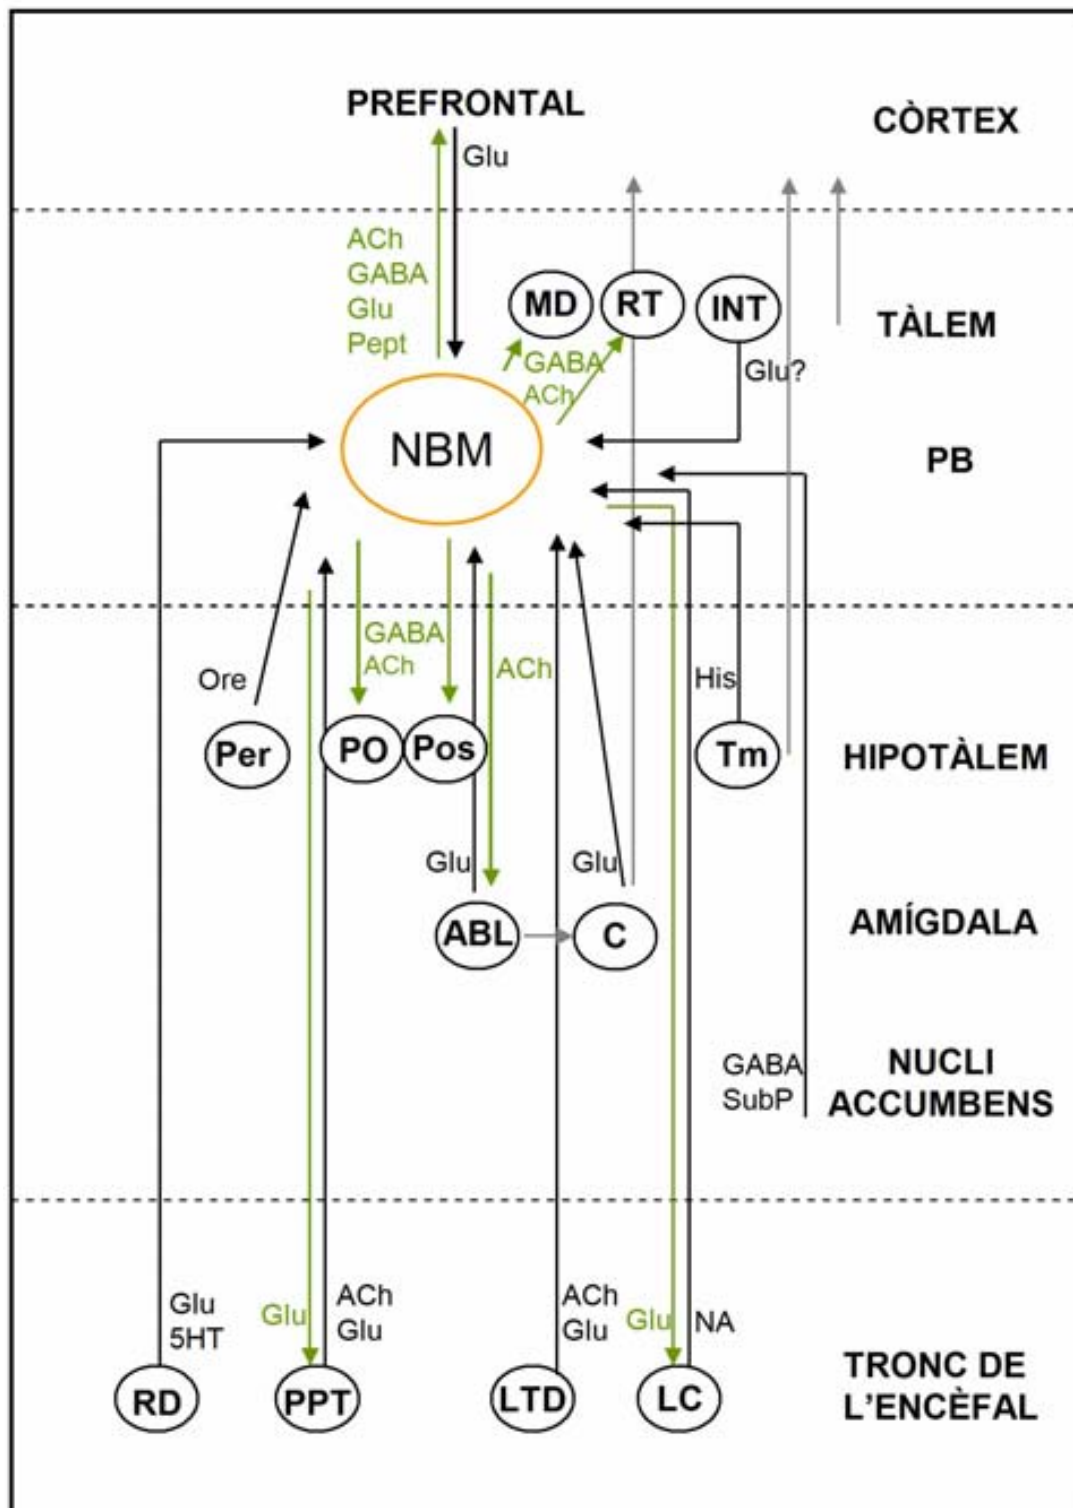 PREFRONTAL
CÒRTEX
Glu
ACh
GABA
Glu
Pept
MD
RT
INT
TÀLEM
GABA
ACh
Glu?
NBM
PB
GABA
ACh
ACh
Ore
His
Per
PO
Pos
Tm
HIPOTÀLEM
Glu
Glu
ABL
C
AMÍGDALA
GABA
SubP
NUCLI
ACCUMBENS
Glu
5HT
Glu
ACh
Glu
ACh
Glu
Glu
NA
RD
PPT
LTD
LC
TRONC DE
L'ENCÈFAL